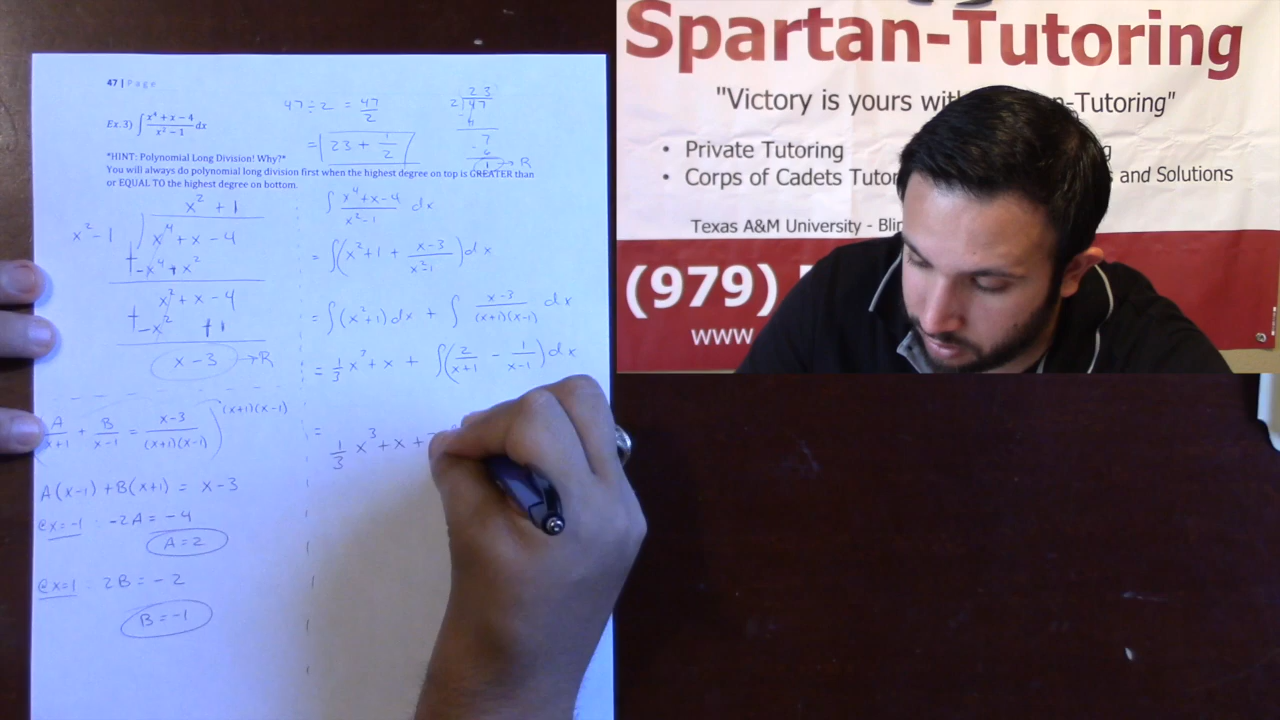 47 | Page
Ex. 3) ∫ (x⁴ + x − 4)/(x² − 1) dx
47 ÷ 2 = 47/2
= 23 + 1/2
23
2 47
-4
7
-6
1 → R
*HINT: Polynomial Long Division! Why?*
You will always do polynomial long division first when the highest degree on top is GREATER than
or EQUAL TO the highest degree on bottom.
x² + 1
x² − 1 x⁴ + x − 4
+ − x⁴ + x²
x² + x − 4
+ − x² + 1
x − 3 → R
A/(x+1) + B/(x−1) = (x−3)/((x+1)(x−1)) (x+1)(x−1)
A(x−1) + B(x+1) = x − 3
@x=−1: −2A = −4
A = 2
@x=1: 2B = −2
B = −1
∫ (x⁴ + x − 4)/(x² − 1) dx
= ∫(x² + 1 + (x−3)/(x²−1)) dx
= ∫(x²+1) dx + ∫ (x−3)/((x+1)(x−1)) dx
= 1/3 x³ + x + ∫(2/(x+1) − 1/(x−1)) dx
= 1/3 x³ + x +
Spartan-Tutoring
"Victory is yours with -Tutoring"
• Private Tutoring
• Corps of Cadets and Solutions
Texas A&M University -
(979)
www.